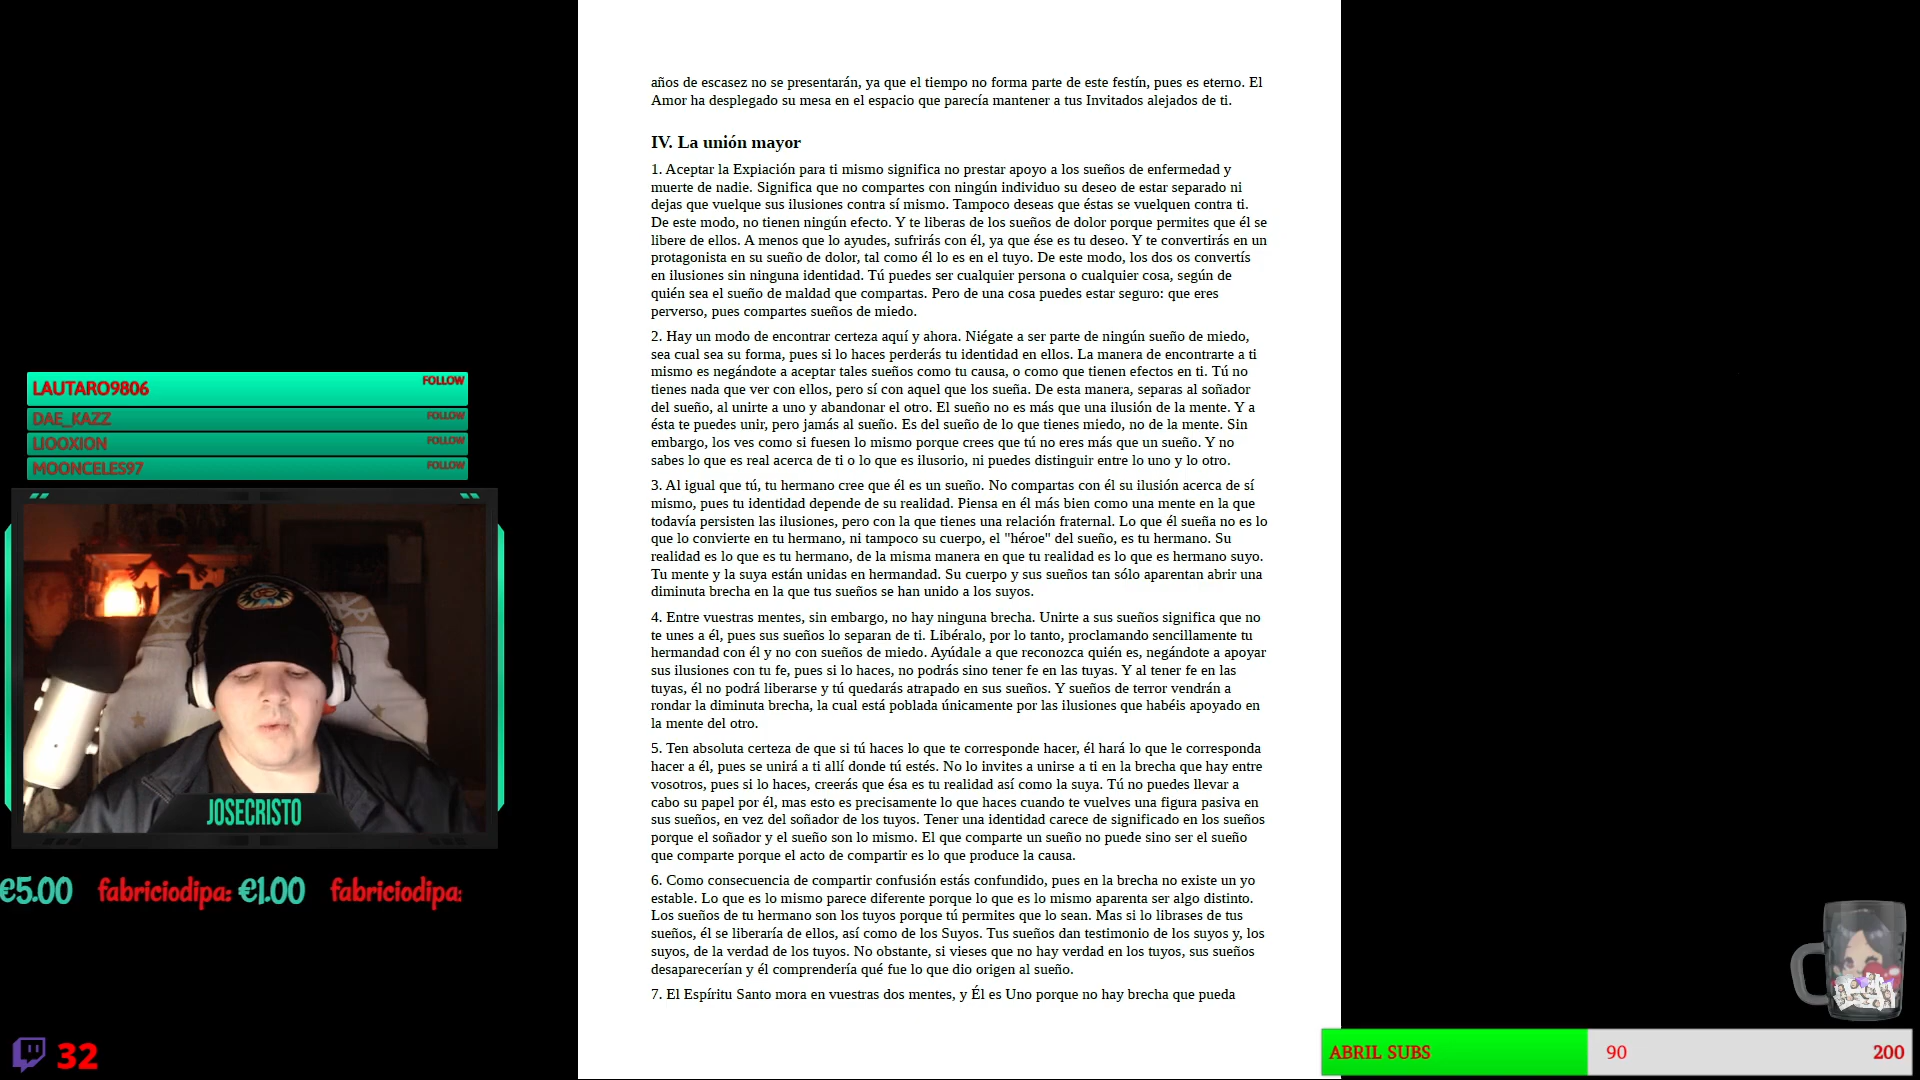 años de escasez no se presentarán, ya que el tiempo no forma parte de este festín, pues es eterno. El
Amor ha desplegado su mesa en el espacio que parecía mantener a tus Invitados alejados de ti.
IV. La unión mayor
1. Aceptar la Expiación para ti mismo significa no prestar apoyo a los sueños de enfermedad y
muerte de nadie. Significa que no compartes con ningún individuo su deseo de estar separado ni
dejas que vuelque sus ilusiones contra sí mismo. Tampoco deseas que éstas se vuelquen contra ti.
De este modo, no tienen ningún efecto. Y te liberas de los sueños de dolor porque permites que él se
libere de ellos. A menos que lo ayudes, sufrirás con él, ya que ése es tu deseo. Y te convertirás en un
protagonista en su sueño de dolor, tal como él lo es en el tuyo. De este modo, los dos os convertís
en ilusiones sin ninguna identidad. Tú puedes ser cualquier persona o cualquier cosa, según de
quién sea el sueño de maldad que compartas. Pero de una cosa puedes estar seguro: que eres
perverso, pues compartes sueños de miedo.
2. Hay un modo de encontrar certeza aquí y ahora. Niégate a ser parte de ningún sueño de miedo,
sea cual sea su forma, pues si lo haces perderás tu identidad en ellos. La manera de encontrarte a ti
mismo es negándote a aceptar tales sueños como tu causa, o como que tienen efectos en ti. Tú no
tienes nada que ver con ellos, pero sí con aquel que los sueña. De esta manera, separas al soñador
del sueño, al unirte a uno y abandonar el otro. El sueño no es más que una ilusión de la mente. Y a
ésta te puedes unir, pero jamás al sueño. Es del sueño de lo que tienes miedo, no de la mente. Sin
embargo, los ves como si fuesen lo mismo porque crees que tú no eres más que un sueño. Y no
sabes lo que es real acerca de ti o lo que es ilusorio, ni puedes distinguir entre lo uno y lo otro.
3. Al igual que tú, tu hermano cree que él es un sueño. No compartas con él su ilusión acerca de sí
mismo, pues tu identidad depende de su realidad. Piensa en él más bien como una mente en la que
todavía persisten las ilusiones, pero con la que tienes una relación fraternal. Lo que él sueña no es lo
que lo convierte en tu hermano, ni tampoco su cuerpo, el "héroe" del sueño, es tu hermano. Su
realidad es lo que es tu hermano, de la misma manera en que tu realidad es lo que es hermano suyo.
Tu mente y la suya están unidas en hermandad. Su cuerpo y sus sueños tan sólo aparentan abrir una
diminuta brecha en la que tus sueños se han unido a los suyos.
4. Entre vuestras mentes, sin embargo, no hay ninguna brecha. Unirte a sus sueños significa que no
te unes a él, pues sus sueños lo separan de ti. Libéralo, por lo tanto, proclamando sencillamente tu
hermandad con él y no con sueños de miedo. Ayúdale a que reconozca quién es, negándote a apoyar
sus ilusiones con tu fe, pues si lo haces, no podrás sino tener fe en las tuyas. Y al tener fe en las
tuyas, él no podrá liberarse y tú quedarás atrapado en sus sueños. Y sueños de terror vendrán a
rondar la diminuta brecha, la cual está poblada únicamente por las ilusiones que habéis apoyado en
la mente del otro.
5. Ten absoluta certeza de que si tú haces lo que te corresponde hacer, él hará lo que le corresponda
hacer a él, pues se unirá a ti allí donde tú estés. No lo invites a unirse a ti en la brecha que hay entre
vosotros, pues si lo haces, creerás que ésa es tu realidad así como la suya. Tú no puedes llevar a
cabo su papel por él, mas esto es precisamente lo que haces cuando te vuelves una figura pasiva en
sus sueños, en vez del soñador de los tuyos. Tener una identidad carece de significado en los sueños
porque el soñador y el sueño son lo mismo. El que comparte un sueño no puede sino ser el sueño
que comparte porque el acto de compartir es lo que produce la causa.
6. Como consecuencia de compartir confusión estás confundido, pues en la brecha no existe un yo
estable. Lo que es lo mismo parece diferente porque lo que es lo mismo aparenta ser algo distinto.
Los sueños de tu hermano son los tuyos porque tú permites que lo sean. Mas si lo librases de tus
sueños, él se liberaría de ellos, así como de los Suyos. Tus sueños dan testimonio de los suyos y, los
suyos, de la verdad de los tuyos. No obstante, si vieses que no hay verdad en los tuyos, sus sueños
desaparecerían y él comprendería qué fue lo que dio origen al sueño.
7. El Espíritu Santo mora en vuestras dos mentes, y Él es Uno porque no hay brecha que pueda
LAUTARO9806 FOLLOW
DAE_KAZZ FOLLOW
LIOOXION FOLLOW
MOONCELES97 FOLLOW
JOSECRISTO
€5.00 fabriciodipa: €1.00 fabriciodipa:
32
ABRIL SUBS 90 200